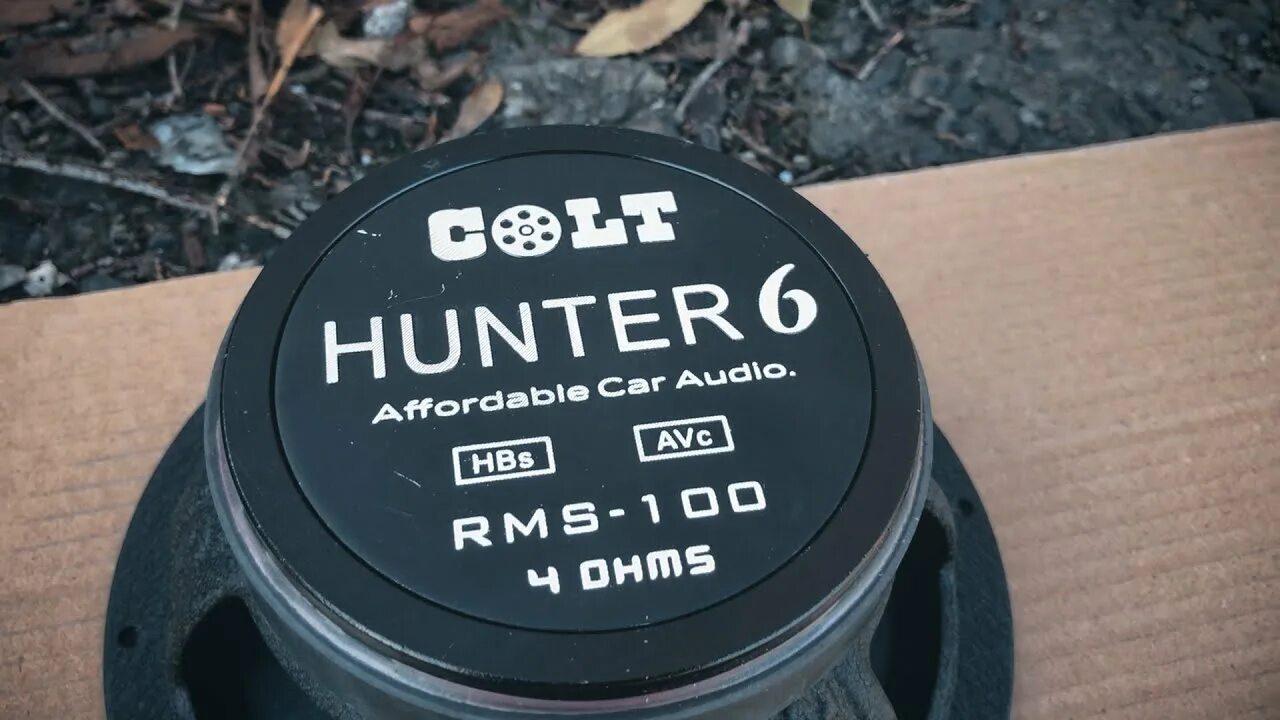 COLT
HUNTER 6
Affordable Car Audio.
HBs AVc
RMS-100
4 OHMS